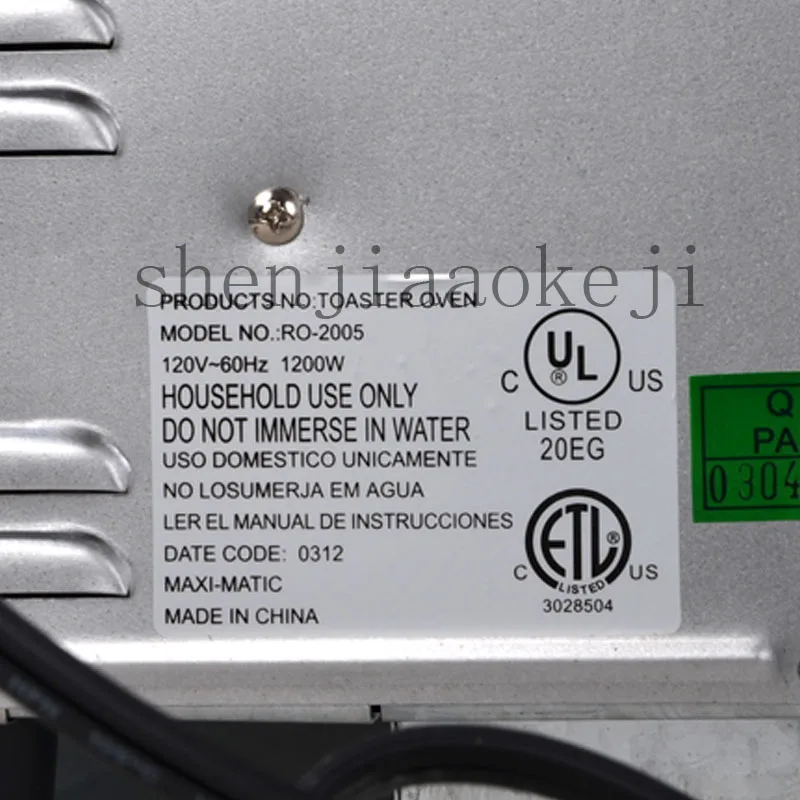 shenjiaaokeji
PRODUCTS NO:TOASTER OVEN
MODEL NO.:RO-2005
120V~60Hz 1200W
HOUSEHOLD USE ONLY
DO NOT IMMERSE IN WATER
USO DOMESTICO UNICAMENTE
NO LOSUMERJA EM AGUA
LER EL MANUAL DE INSTRUCCIONES
DATE CODE: 0312
MAXI-MATIC
MADE IN CHINA
UL ®
C US
LISTED
20EG
ETL ®
LISTED
C US
3028504
Q
PA
0304